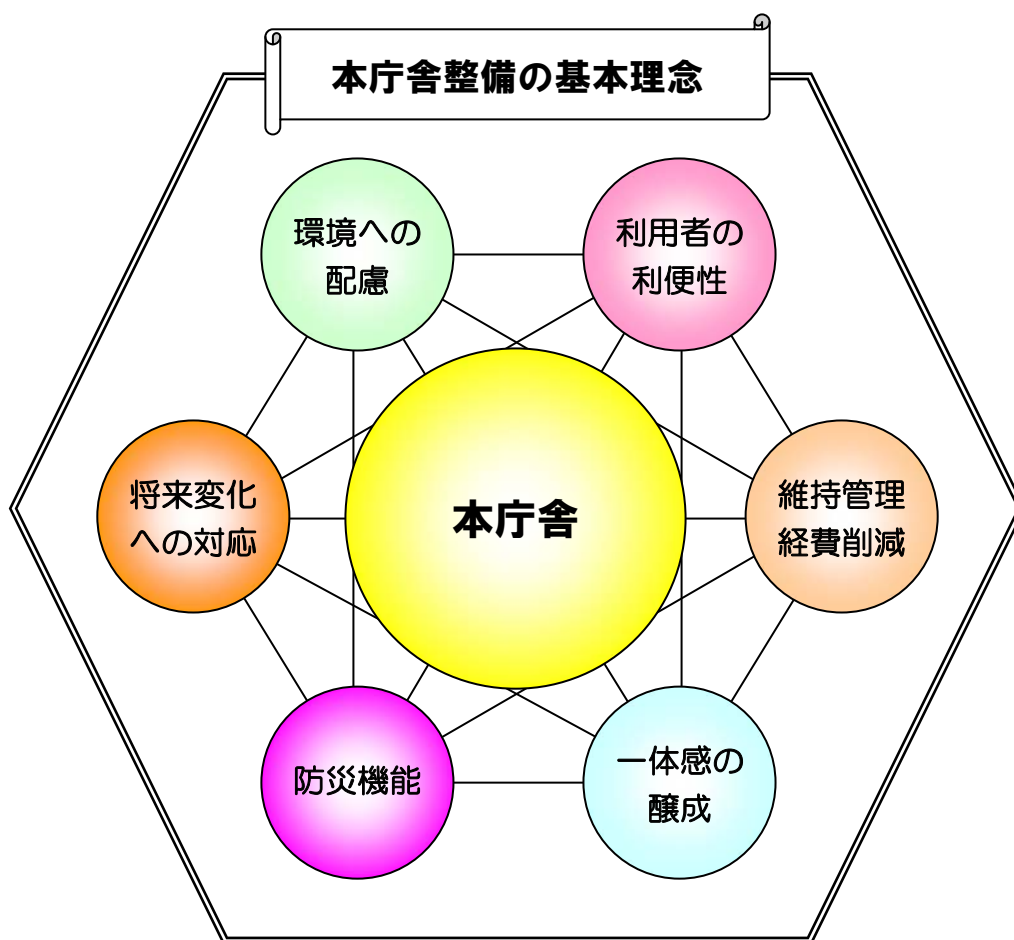 本庁舎整備の基本理念
環境への
配慮
利用者の
利便性
将来変化
への対応
本庁舎
維持管理
経費削減
防災機能
一体感の
醸成